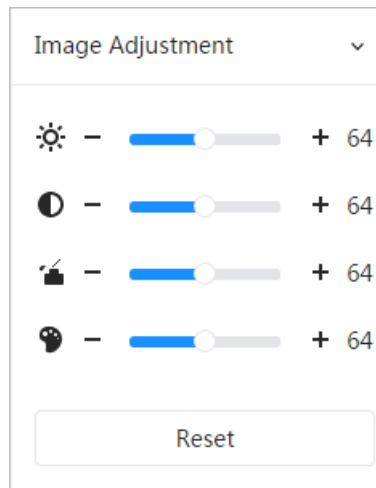 Image Adjustment
− + 64
− + 64
− + 64
− + 64
Reset